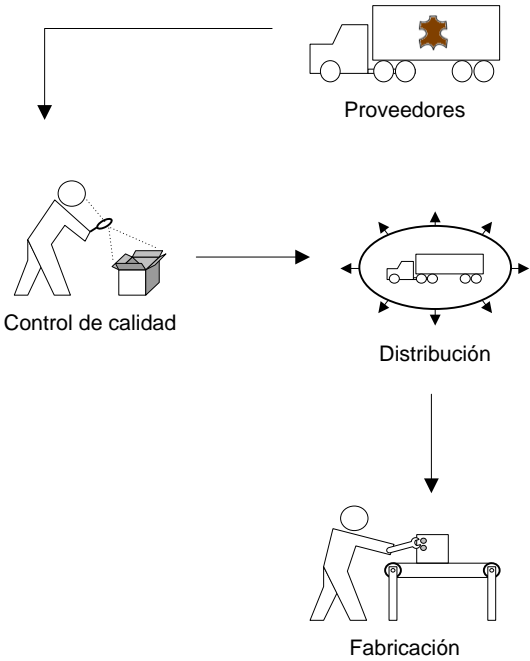 Proveedores
Control de calidad
Distribución
Fabricación